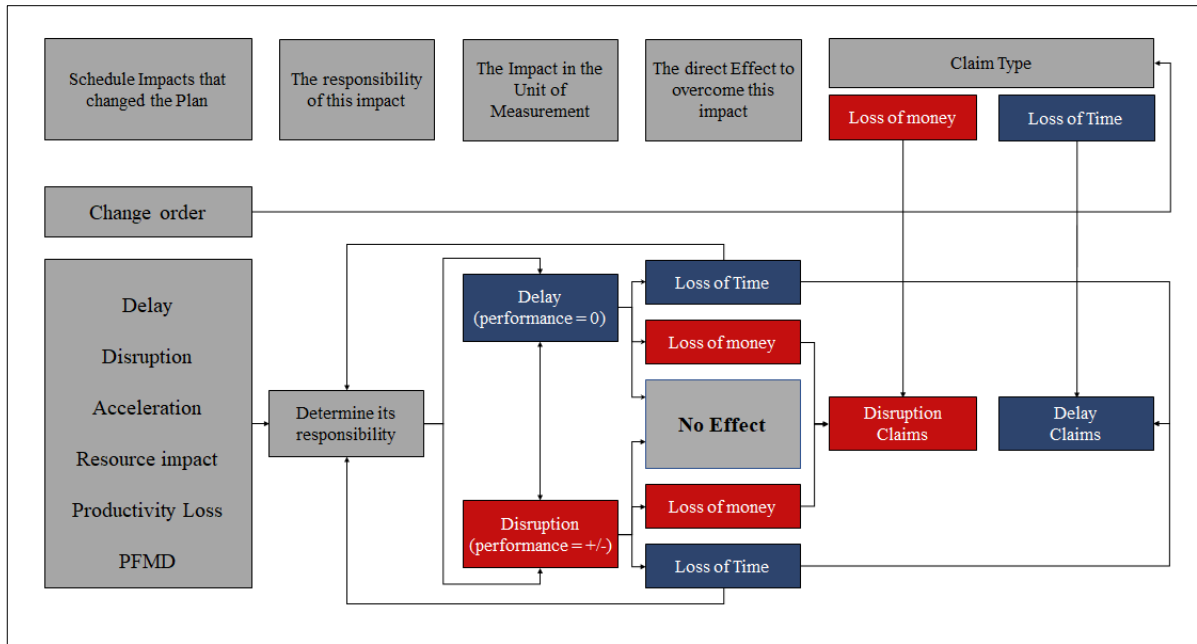 Schedule Impacts that
changed the Plan
The responsibility
of this impact
The Impact in the
Unit of
Measurement
The direct Effect to
overcome this
impact
Claim Type
Loss of money
Loss of Time
Change order
Delay
Disruption
Acceleration
Resource impact
Productivity Loss
PFMD
Determine its
responsibility
Delay
(performance = 0)
Disruption
(performance = +/-)
Loss of Time
Loss of money
No Effect
Loss of money
Loss of Time
Disruption
Claims
Delay
Claims